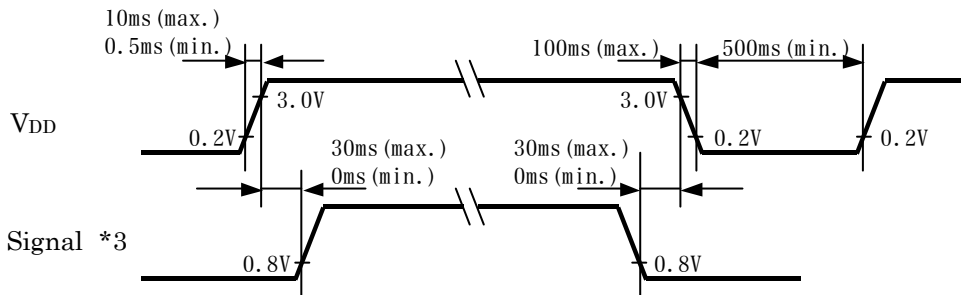 10ms(max.)
0.5ms(min.)
100ms(max.)
500ms(min.)
3.0V
3.0V
VDD
0.2V
0.2V
0.2V
30ms(max.)
0ms(min.)
30ms(max.)
0ms(min.)
Signal *3
0.8V
0.8V